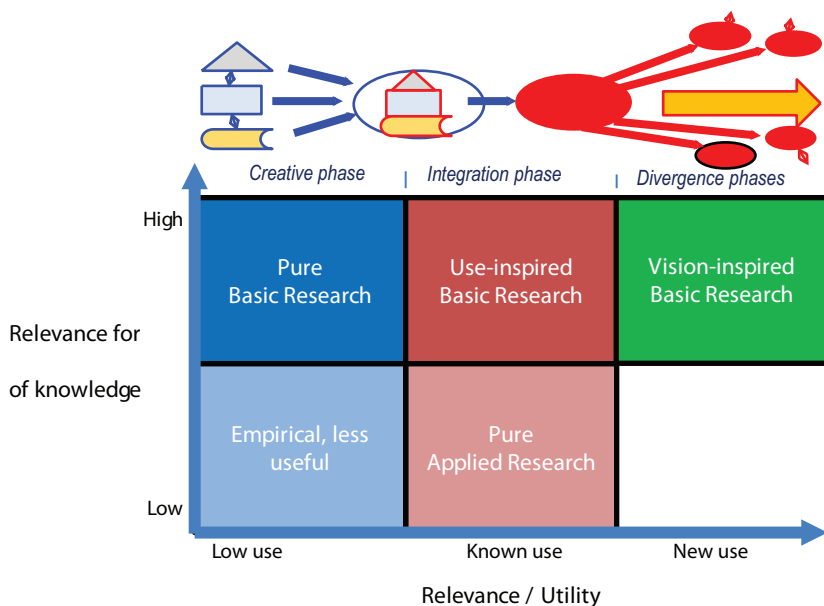 Creative phase
Integration phase
Divergence phases
High
Pure
Basic Research
Use-inspired
Basic Research
Vision-inspired
Basic Research
Relevance for
of knowledge
Empirical, less
useful
Pure
Applied Research
Low
Low use
Known use
New use
Relevance / Utility